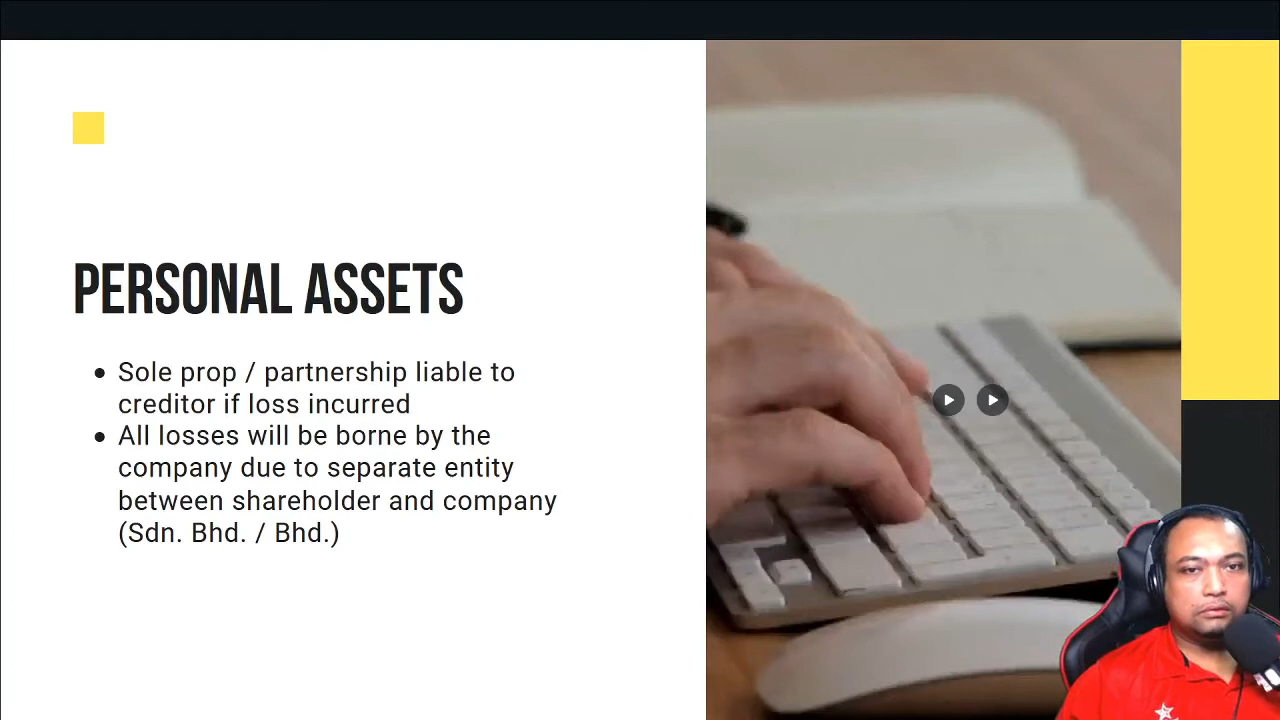 PERSONAL ASSETS
• Sole prop / partnership liable to
creditor if loss incurred
• All losses will be borne by the
company due to separate entity
between shareholder and company
(Sdn. Bhd. / Bhd.)